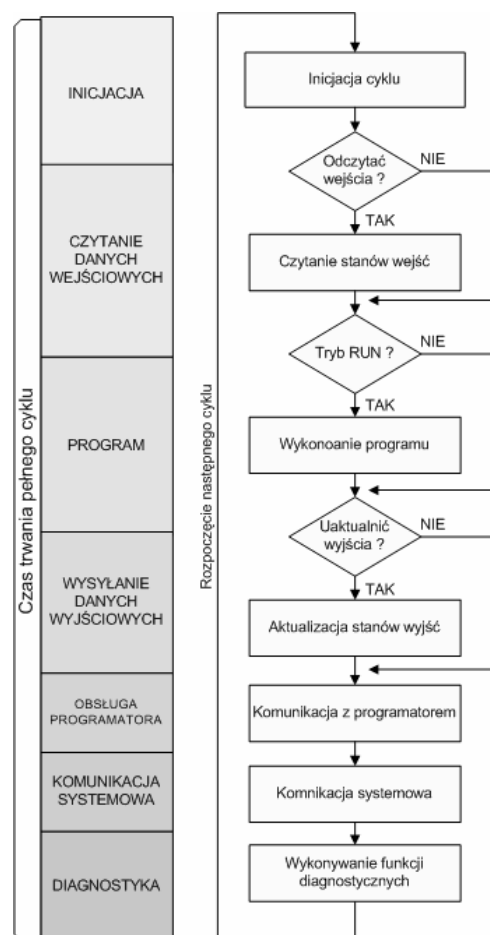 Czas trwania pełnego cyklu
INICJACJA
CZYTANIE
DANYCH
WEJŚCIOWYCH
PROGRAM
WYSYŁANIE
DANYCH
WYJŚCIOWYCH
OBSŁUGA
PROGRAMATORA
KOMUNIKACJA
SYSTEMOWA
DIAGNOSTYKA
Rozpoczęcie następnego cyklu
Inicjacja cyklu
Odczytać
wejścia ?
NIE
TAK
Czytanie stanów wejść
Tryb RUN ?
NIE
TAK
Wykonoanie programu
Uaktualnić
wyjścia ?
NIE
TAK
Aktualizacja stanów wyjść
Komunikacja z programatorem
Komnikacja systemowa
Wykonywanie funkcji
diagnostycznych